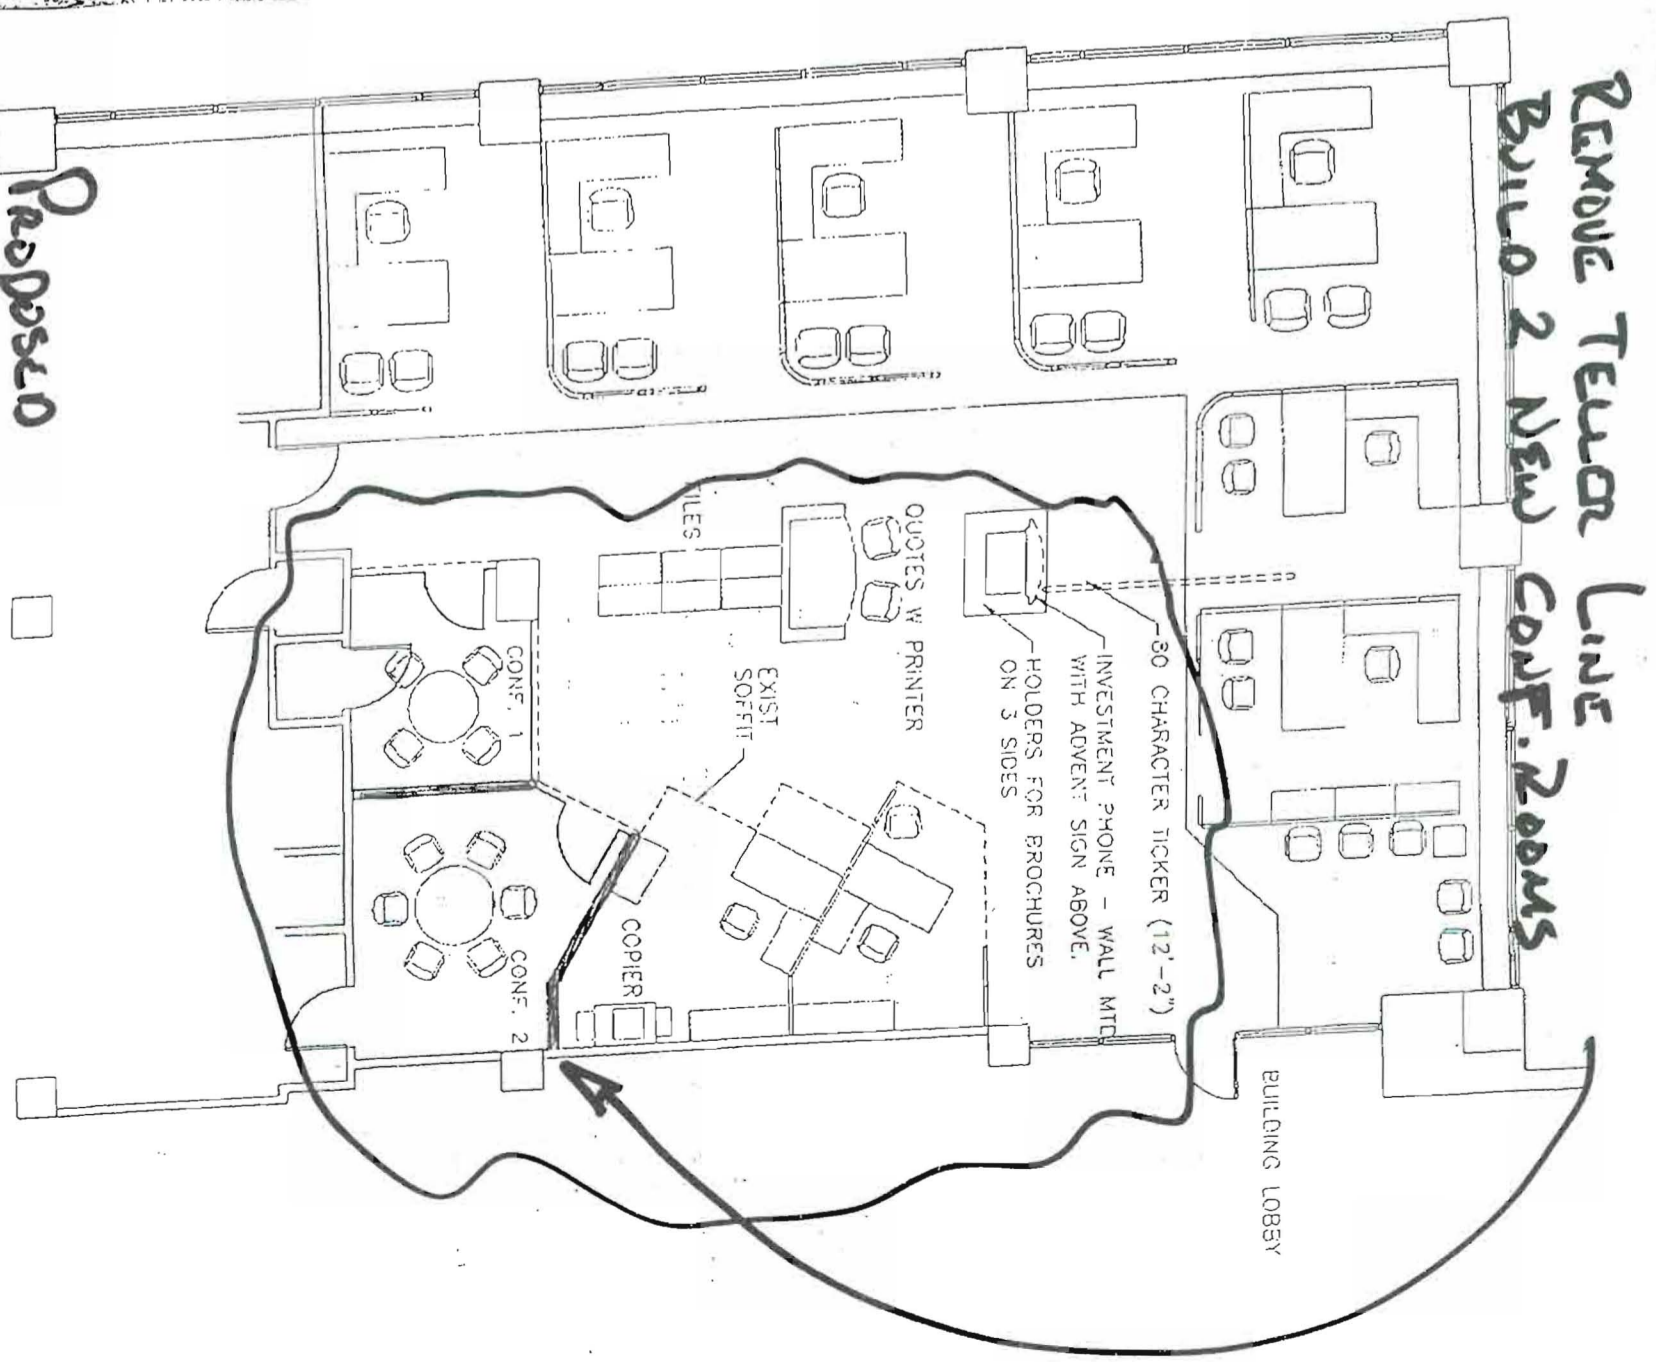 REMOVE TELLER LINE
BUILD 2 NEW CONF. ROOMS
30 CHARACTER TICKER (12'-2")
INVESTMENT PHONE - WALL MTD
WITH ADVENT SIGN ABOVE.
HOLDERS FOR BROCHURES
ON 3 SIDES
QUOTES W PRINTER
EXIST
SOFFIT
FILES
COPIER
CONF. 1
CONF. 2
BUILDING LOBBY
PROPOSED